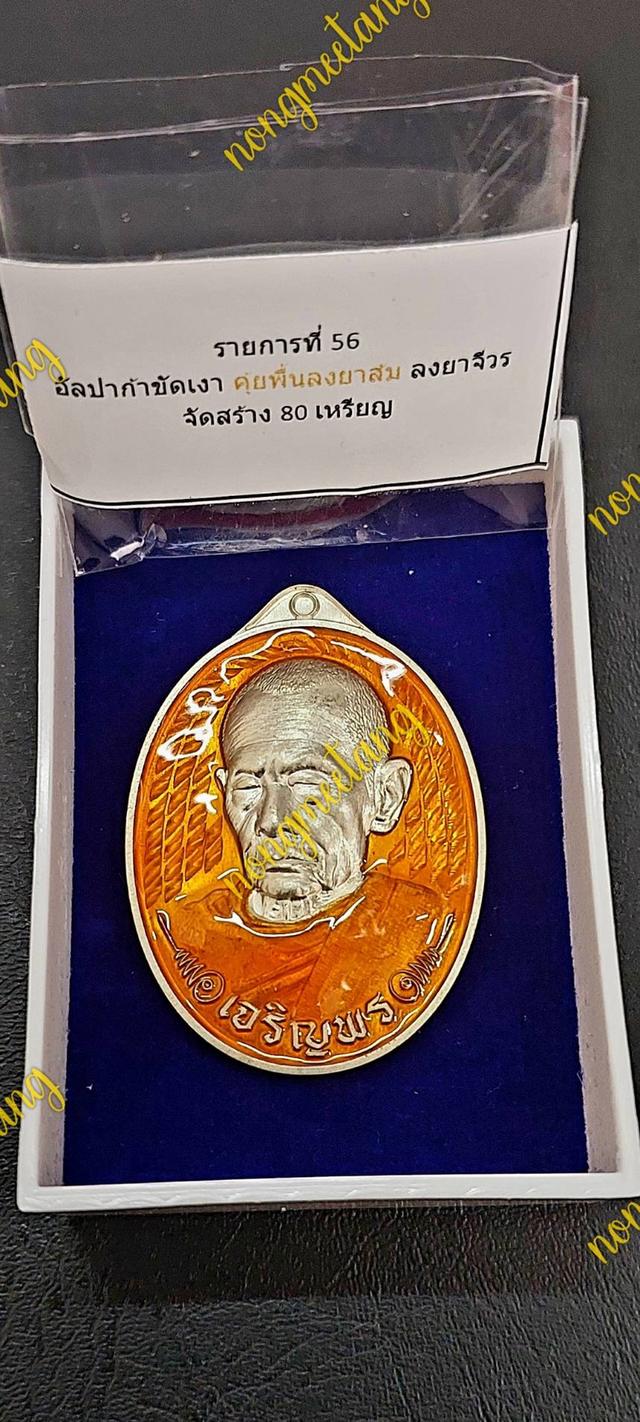 nongmeetang
รายการที่ 56
อัลปาก้าขัดเงา คุ่ยพื้นลงยาส้ม ลงยาจีวร
จัดสร้าง 80 เหรียญ
nongmeetang
เจริญพร